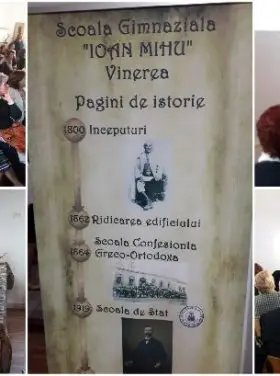 Scoala Gimnaziala
"IOAN MIHU"
Vinerea
Pagini de istorie
1800 Inceputuri
1862 Ridicarea edificiului
Scoala Confesionla
1864 Greco-Ortodoxa
1919 Scoala de Stat